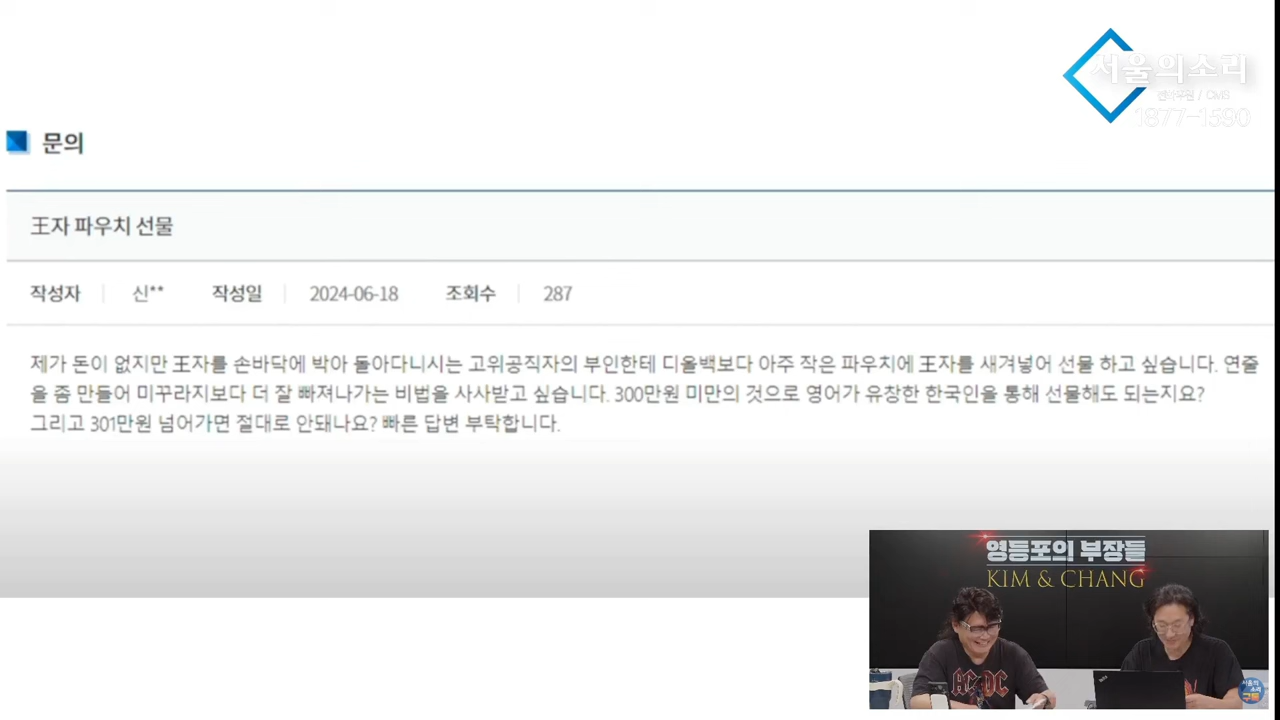 서울의소리
1877-1590
문의
王자 파우치 선물
작성자 신** 작성일 2024-06-18 조회수 287
제가 돈이 없지만 王자를 손바닥에 박아 돌아다니시는 고위공직자의 부인한테 디올백보다 아주 작은 파우치에 王자를 새겨넣어 선물 하고 싶습니다. 연줄
을 좀 만들어 미꾸라지보다 더 잘 빠져나가는 비법을 사사받고 싶습니다. 300만원 미만의 것으로 영어가 유창한 한국인을 통해 선물해도 되는지요?
그리고 301만원 넘어가면 절대로 안돼나요? 빠른 답변 부탁합니다.
영등포의 부장들
KIM & CHANG
AC DC
서울의
소리
구독